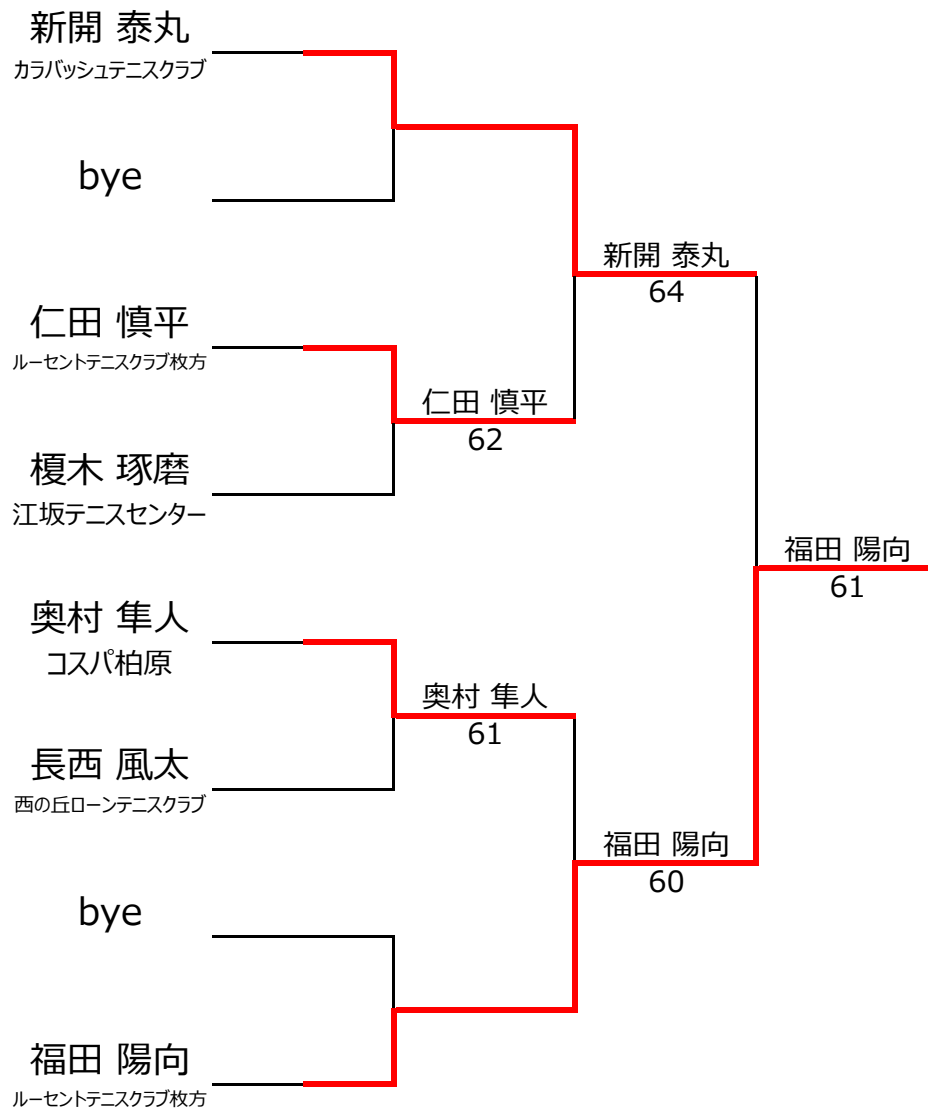 新開 泰丸
カラバッシュテニスクラブ
bye
新開 泰丸
64
仁田 慎平
ルーセントテニスクラブ枚方
仁田 慎平
62
榎木 琢磨
江坂テニスセンター
福田 陽向
61
奥村 隼人
コスパ柏原
奥村 隼人
61
長西 風太
西の丘ローンテニスクラブ
福田 陽向
60
bye
福田 陽向
ルーセントテニスクラブ枚方